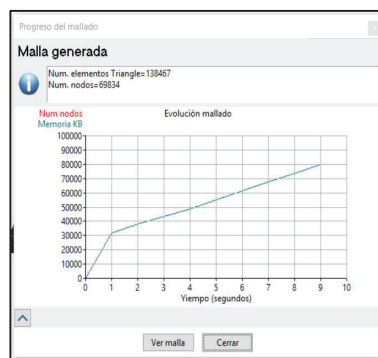 Progreso del mallado
Malla generada
Num. elementos Triangle=138467
Num. nodos=69834
Num nodos
Memoria KB
Evolución mallado
100000
90000
80000
70000
60000
50000
40000
30000
20000
10000
0
0 1 2 3 4 5 6 7 8 9 10
Yiempo (segundos)
Ver malla
Cerrar